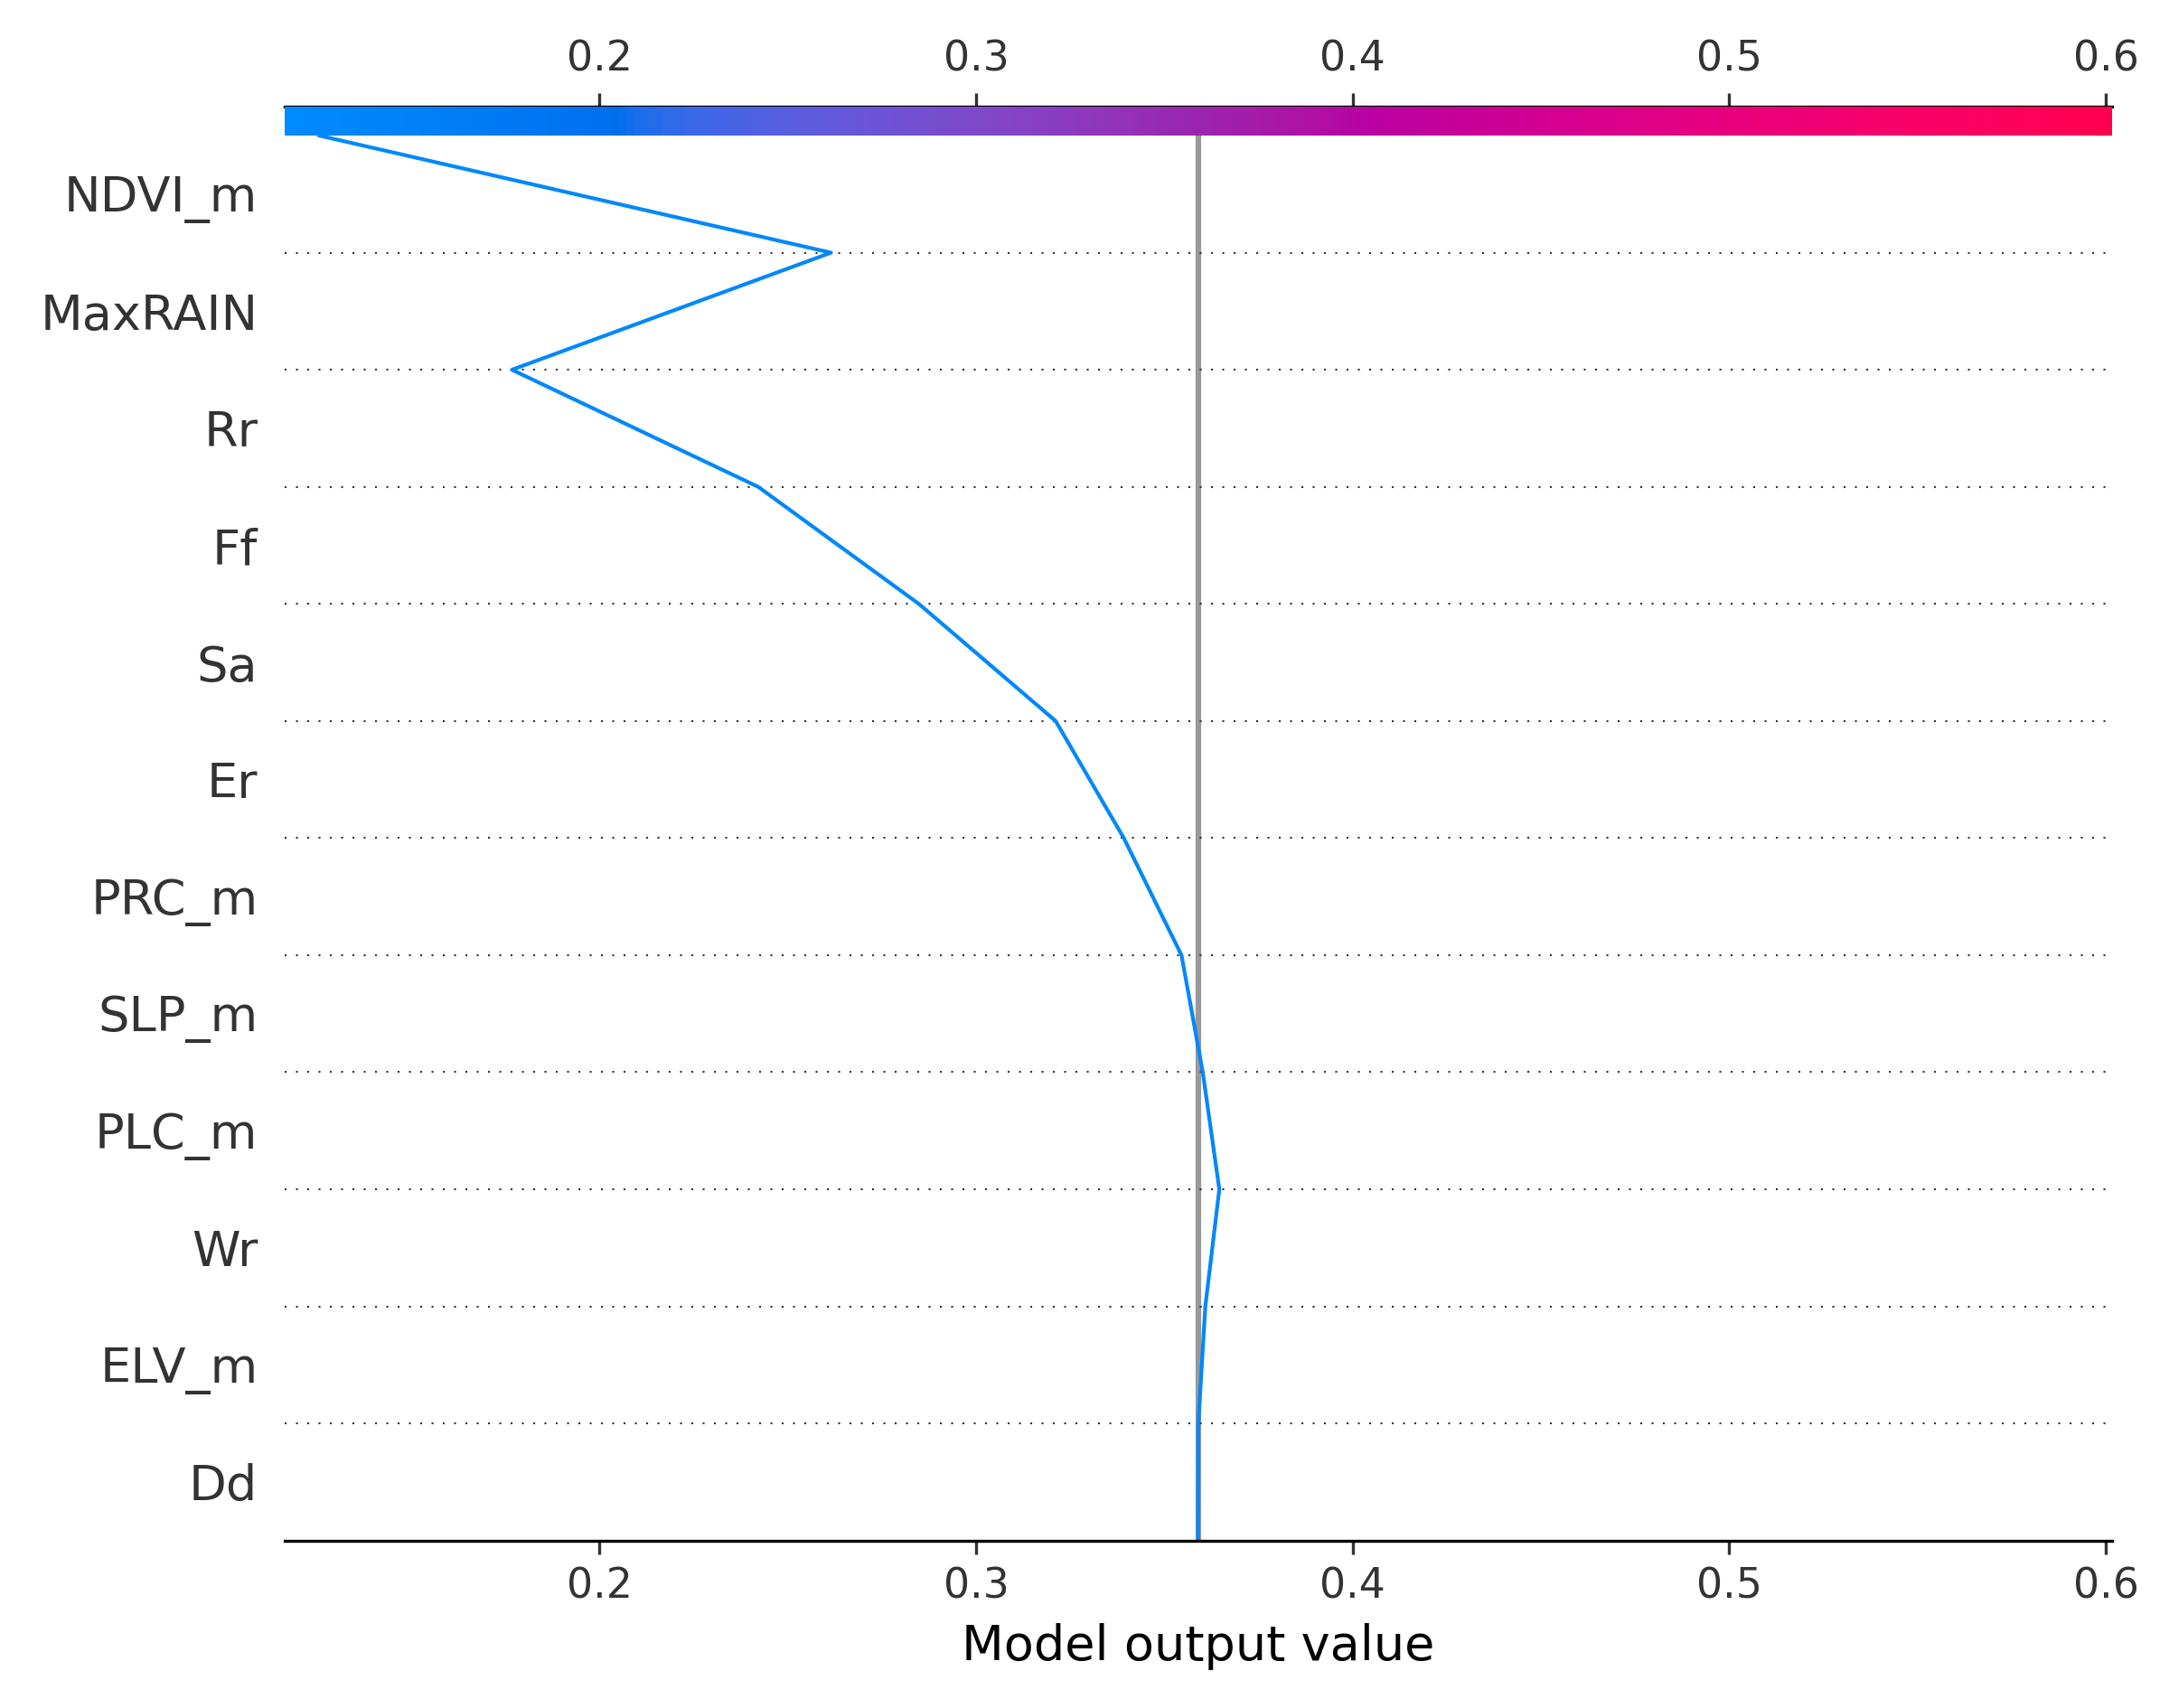 0.2 0.3 0.4 0.5 0.6
NDVI_m
MaxRAIN
Rr
Ff
Sa
Er
PRC_m
SLP_m
PLC_m
Wr
ELV_m
Dd
0.2 0.3 0.4 0.5 0.6
Model output value